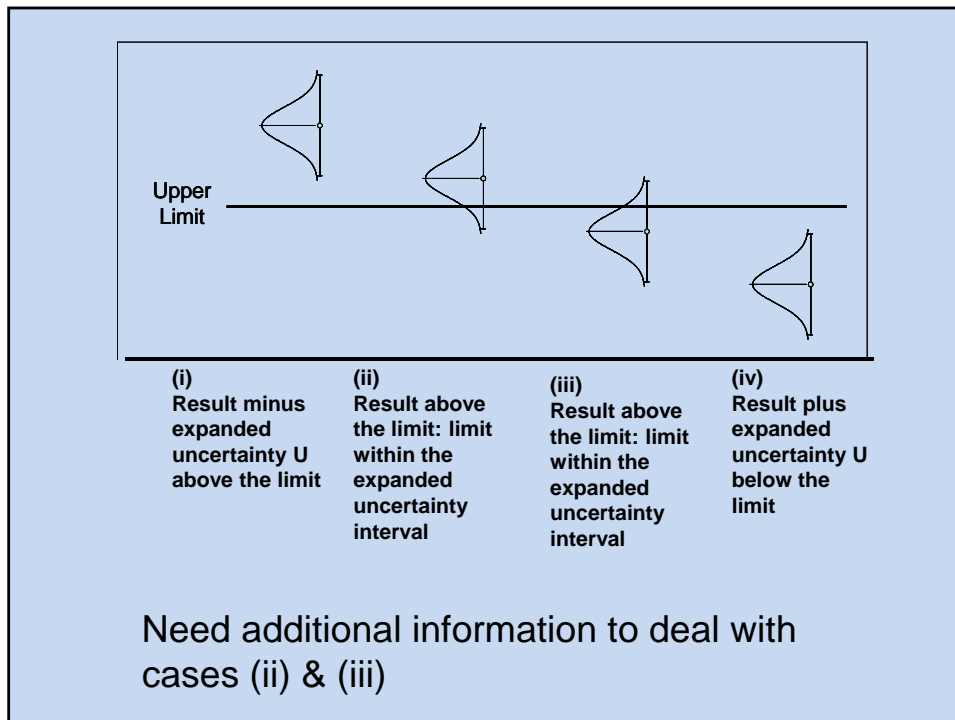 Upper
Limit
(i)
Result minus
expanded
uncertainty U
above the limit
(ii)
Result above
the limit: limit
within the
expanded
uncertainty
interval
(iii)
Result above
the limit: limit
within the
expanded
uncertainty
interval
(iv)
Result plus
expanded
uncertainty U
below the
limit
Need additional information to deal with
cases (ii) & (iii)